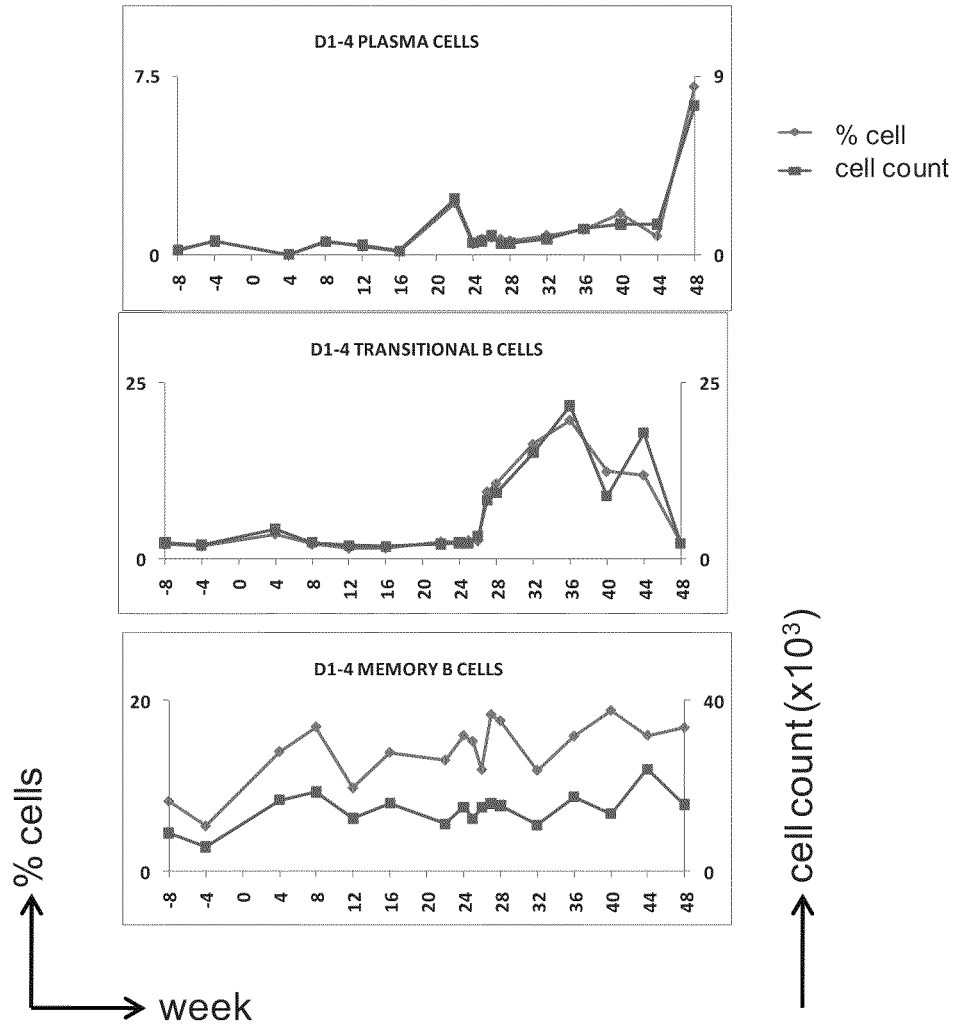 D1-4 PLASMA CELLS
7.5
9
0
0
-8 -4 0 4 8 12 16 20 24 28 32 36 40 44 48
% cell
cell count
D1-4 TRANSITIONAL B CELLS
25
25
0
0
-8 -4 0 4 8 12 16 20 24 28 32 36 40 44 48
D1-4 MEMORY B CELLS
20
40
0
0
-8 -4 0 4 8 12 16 20 24 28 32 36 40 44 48
% cells
cell count (x10³)
week